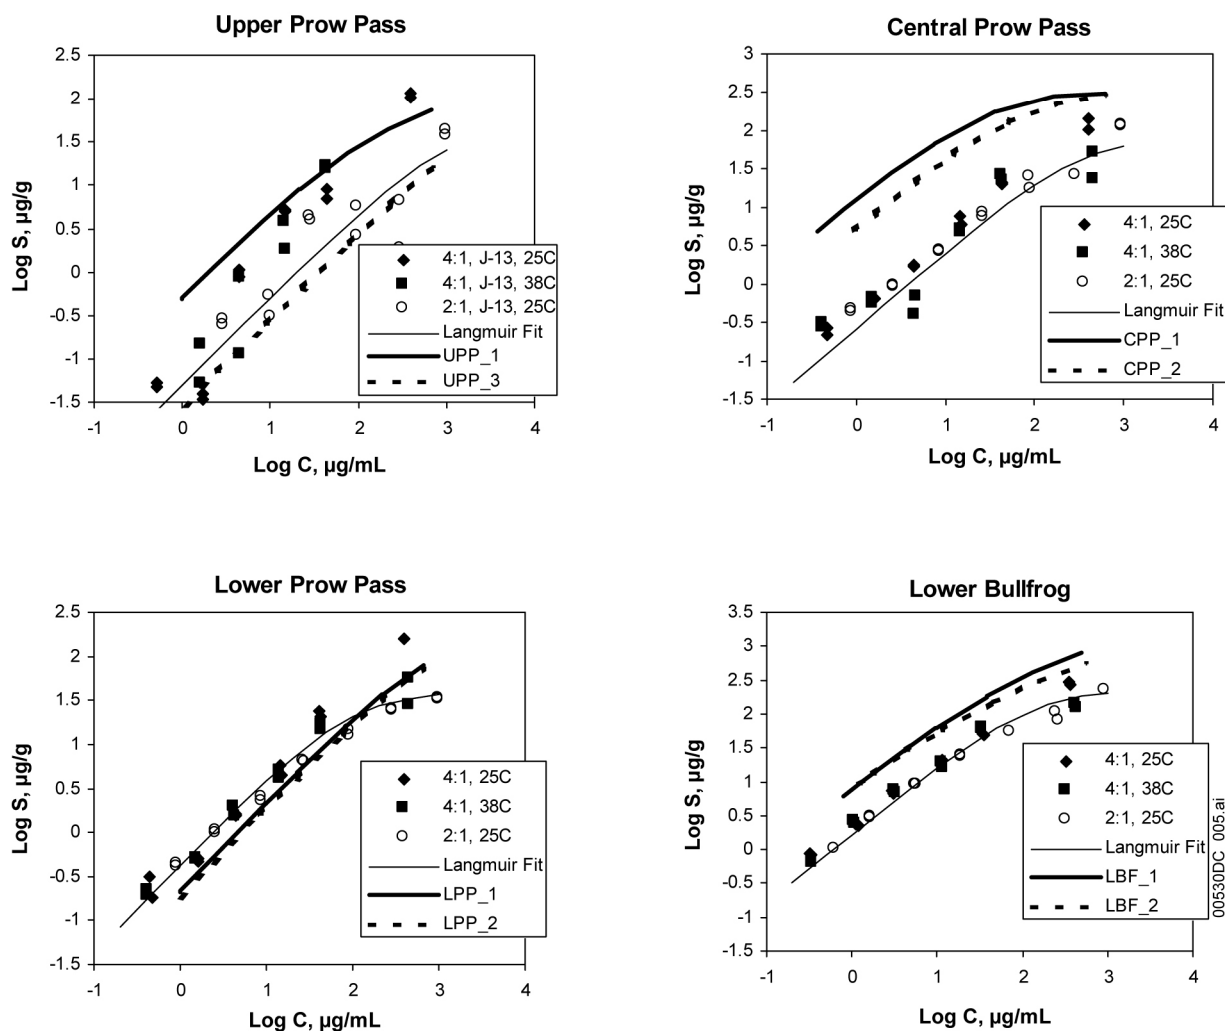 Upper Prow Pass
2.5
2
1.5
1
0.5
0
-0.5
-1
-1.5
-1
0
1
2
3
4
Log S, µg/g
Log C, µg/mL
4:1, J-13, 25C
4:1, J-13, 38C
2:1, J-13, 25C
Langmuir Fit
UPP_1
UPP_3
Central Prow Pass
3
2.5
2
1.5
1
0.5
0
-0.5
-1
-1.5
-1
0
1
2
3
4
Log S, µg/g
Log C, µg/mL
4:1, 25C
4:1, 38C
2:1, 25C
Langmuir Fit
CPP_1
CPP_2
Lower Prow Pass
2.5
2
1.5
1
0.5
0
-0.5
-1
-1.5
-1
0
1
2
3
4
Log S, µg/g
Log C, µg/mL
4:1, 25C
4:1, 38C
2:1, 25C
Langmuir Fit
LPP_1
LPP_2
Lower Bullfrog
3.5
3
2.5
2
1.5
1
0.5
0
-0.5
-1
-1.5
-1
0
1
2
3
4
Log S, µg/g
Log C, µg/mL
4:1, 25C
4:1, 38C
2:1, 25C
Langmuir Fit
LBF_1
LBF_2
00530DC_005.ai